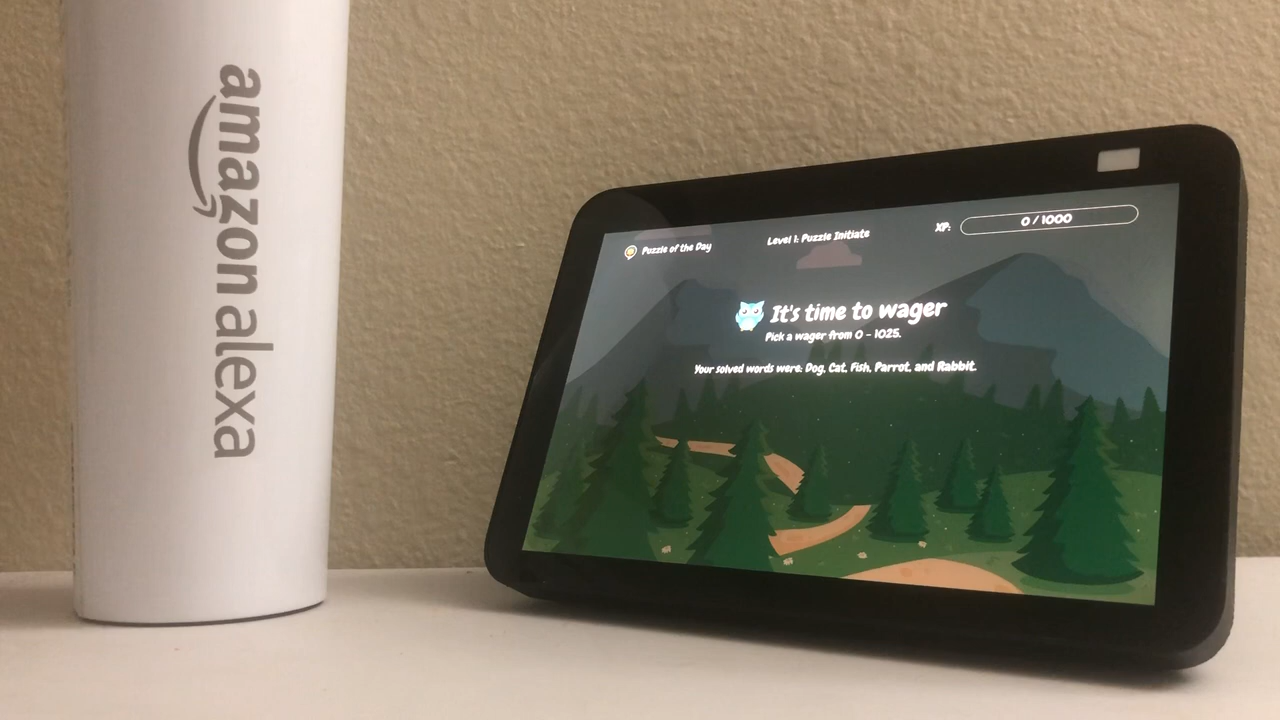 amazon alexa
Puzzle of the Day
Level 1: Puzzle Initiate
XP:
0 / 1000
It's time to wager
Pick a wager from 0 - 1025.
Your solved words were: Dog, Cat, Fish, Parrot, and Rabbit.